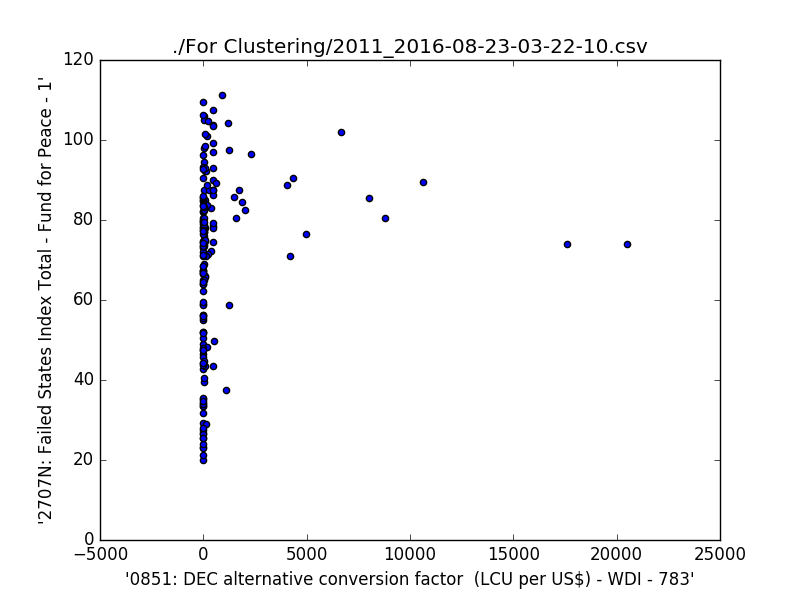 ./For Clustering/2011_2016-08-23-03-22-10.csv
120
100
80
60
40
20
0
'2707N: Failed States Index Total - Fund for Peace - 1'
−5000 0 5000 10000 15000 20000 25000
'0851: DEC alternative conversion factor  (LCU per US$) - WDI - 783'